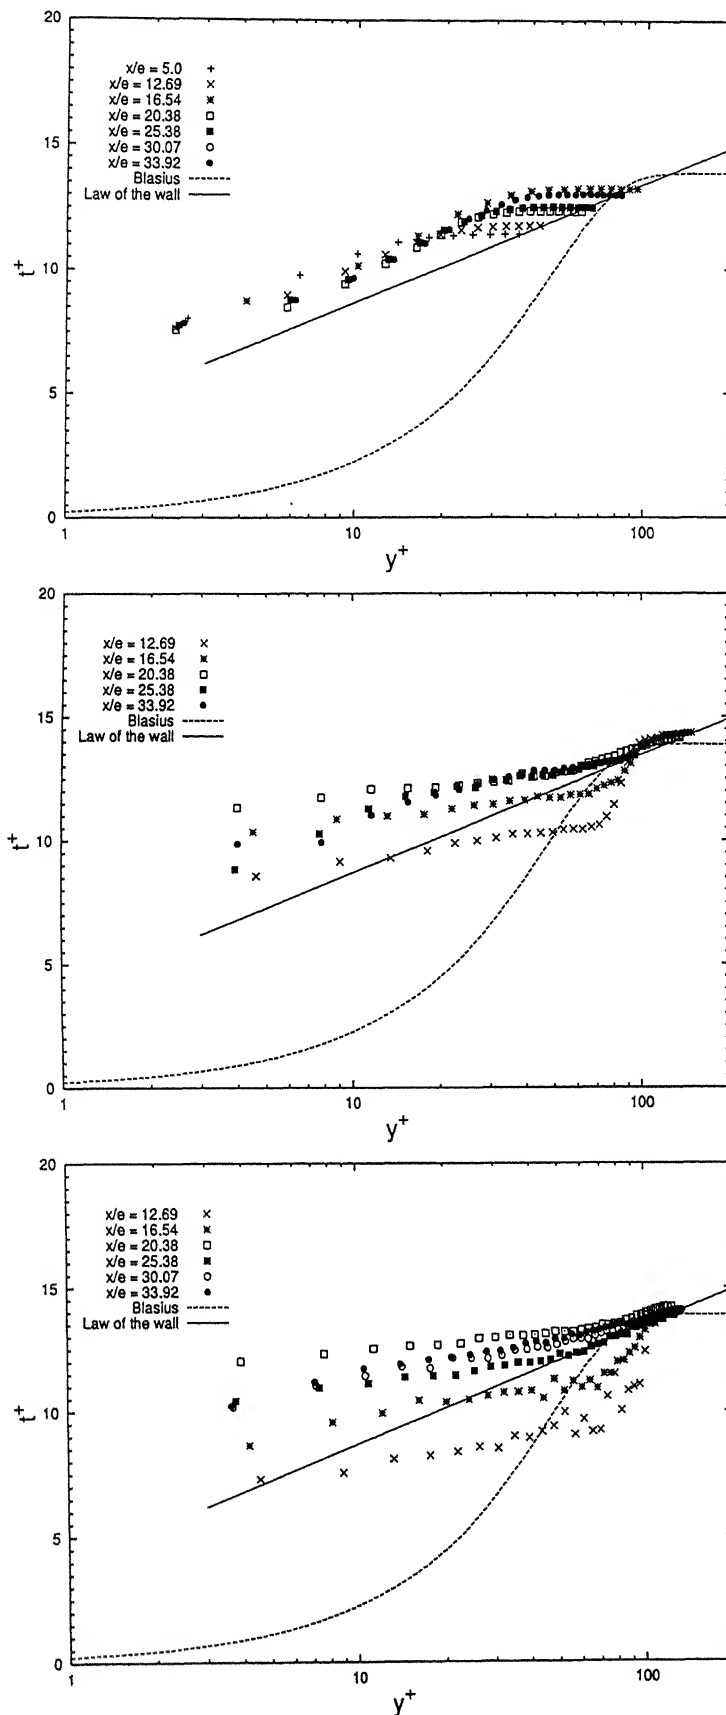 20
x/e = 5.0
x/e = 12.69
x/e = 16.54
x/e = 20.38
x/e = 25.38
x/e = 30.07
x/e = 33.92
Blasius
Law of the wall
15
10
5
0
t+
1
10
100
y+
20
x/e = 12.69
x/e = 16.54
x/e = 20.38
x/e = 25.38
x/e = 33.92
Blasius
Law of the wall
15
10
5
0
t+
1
10
100
y+
20
x/e = 12.69
x/e = 16.54
x/e = 20.38
x/e = 25.38
x/e = 30.07
x/e = 33.92
Blasius
Law of the wall
15
10
5
0
t+
1
10
100
y+